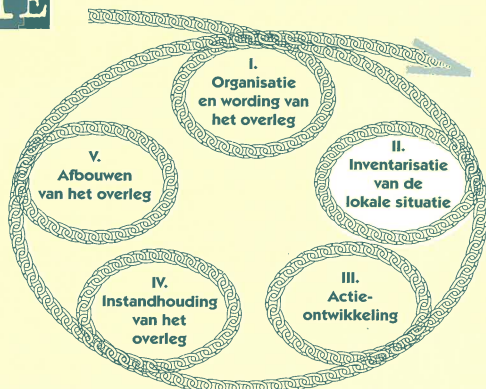 I.
Organisatie
en wording van
het overleg
II.
Inventarisatie
van de
lokale situatie
III.
Actie-
ontwikkeling
IV.
Instandhouding
van het
overleg
V.
Afbouwen
van het overleg